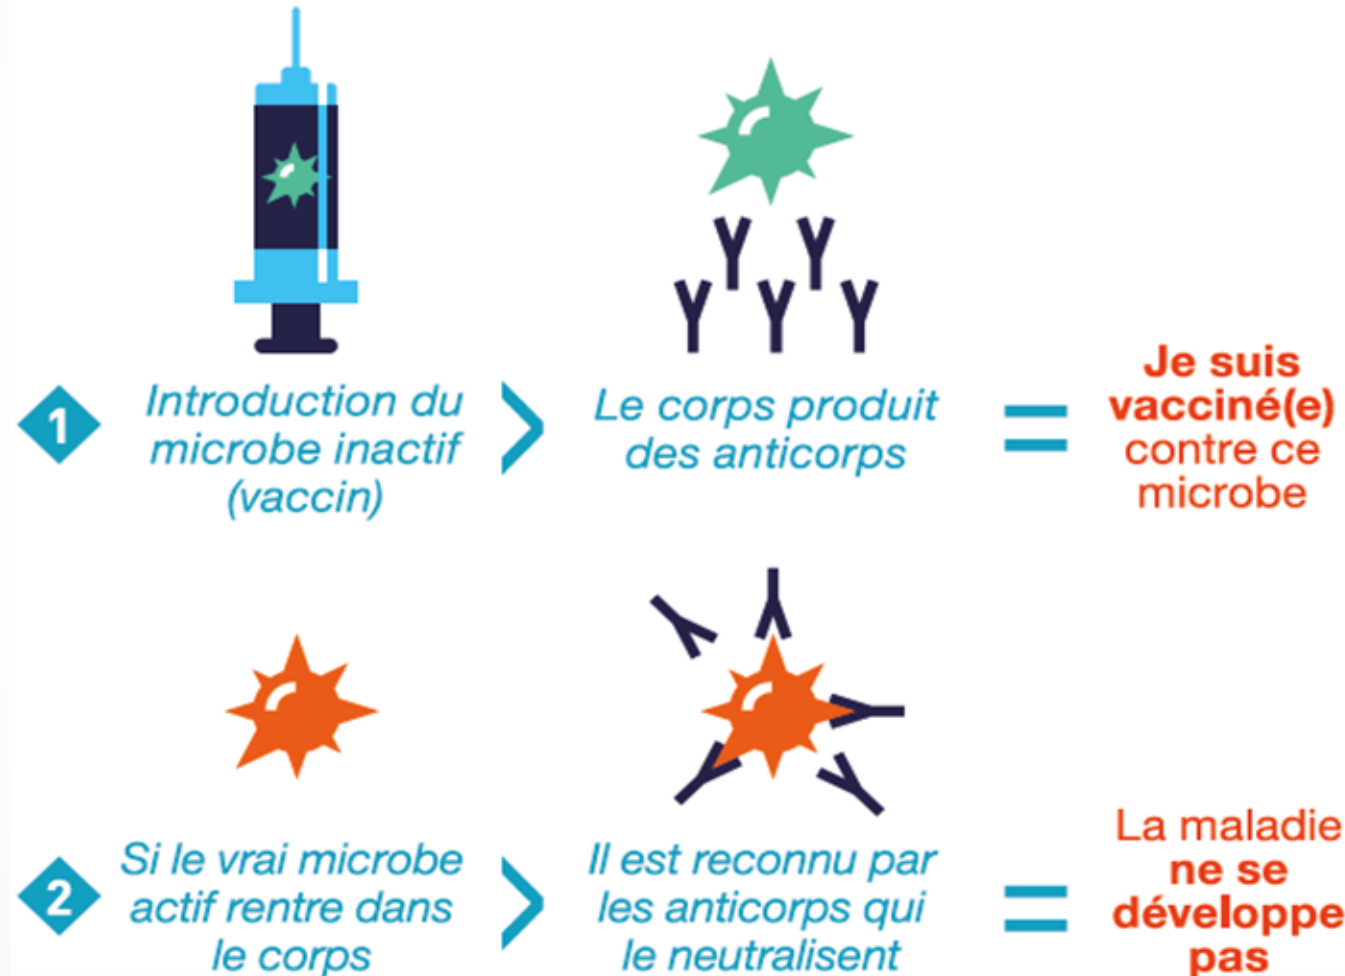 1
Introduction du
microbe inactif
(vaccin)
Le corps produit
des anticorps
=
Je suis
vacciné(e)
contre ce
microbe
2
Si le vrai microbe
actif rentre dans
le corps
Il est reconnu par
les anticorps qui
le neutralisent
=
La maladie
ne se
développe
pas